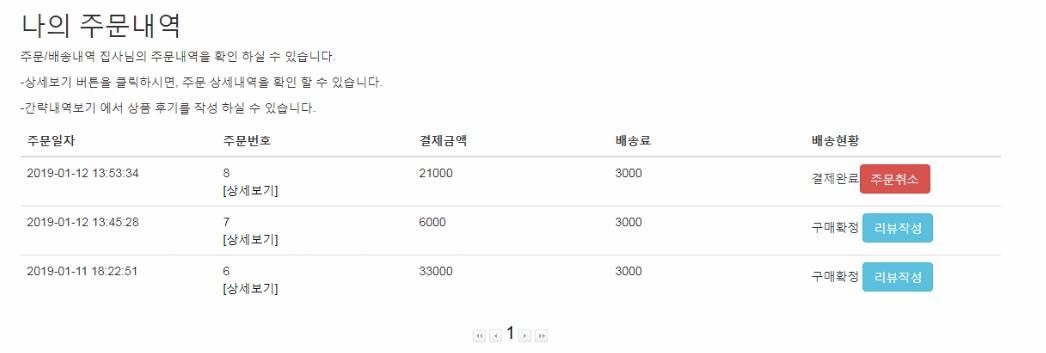 나의 주문내역
주문/배송내역 집사님의 주문내역을 확인 하실 수 있습니다.
-상세보기 버튼을 클릭하시면, 주문 상세내역을 확인 할 수 있습니다.
-간략내역보기 에서 상품 후기를 작성 하실 수 있습니다.
주문일자 주문번호 결제금액 배송료 배송현황
2019-01-12 13:53:34 8 21000 3000 결제완료 주문취소
[상세보기]
2019-01-12 13:45:28 7 6000 3000 구매확정 리뷰작성
[상세보기]
2019-01-11 18:22:51 6 33000 3000 구매확정 리뷰작성
[상세보기]
1